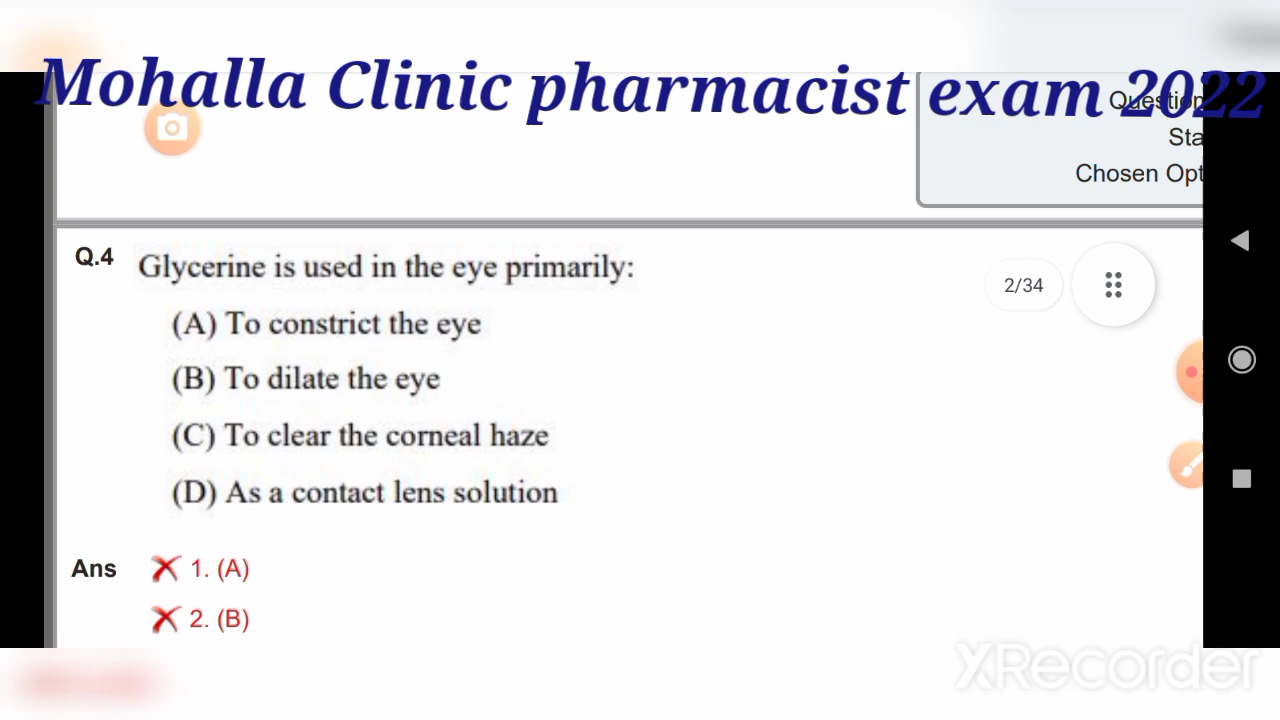 Mohalla Clinic pharmacist exam 2022
Question
Sta
Chosen Opt
Q.4 Glycerine is used in the eye primarily:
2/34
(A) To constrict the eye
(B) To dilate the eye
(C) To clear the corneal haze
(D) As a contact lens solution
Ans 1. (A)
2. (B)
XRecorder